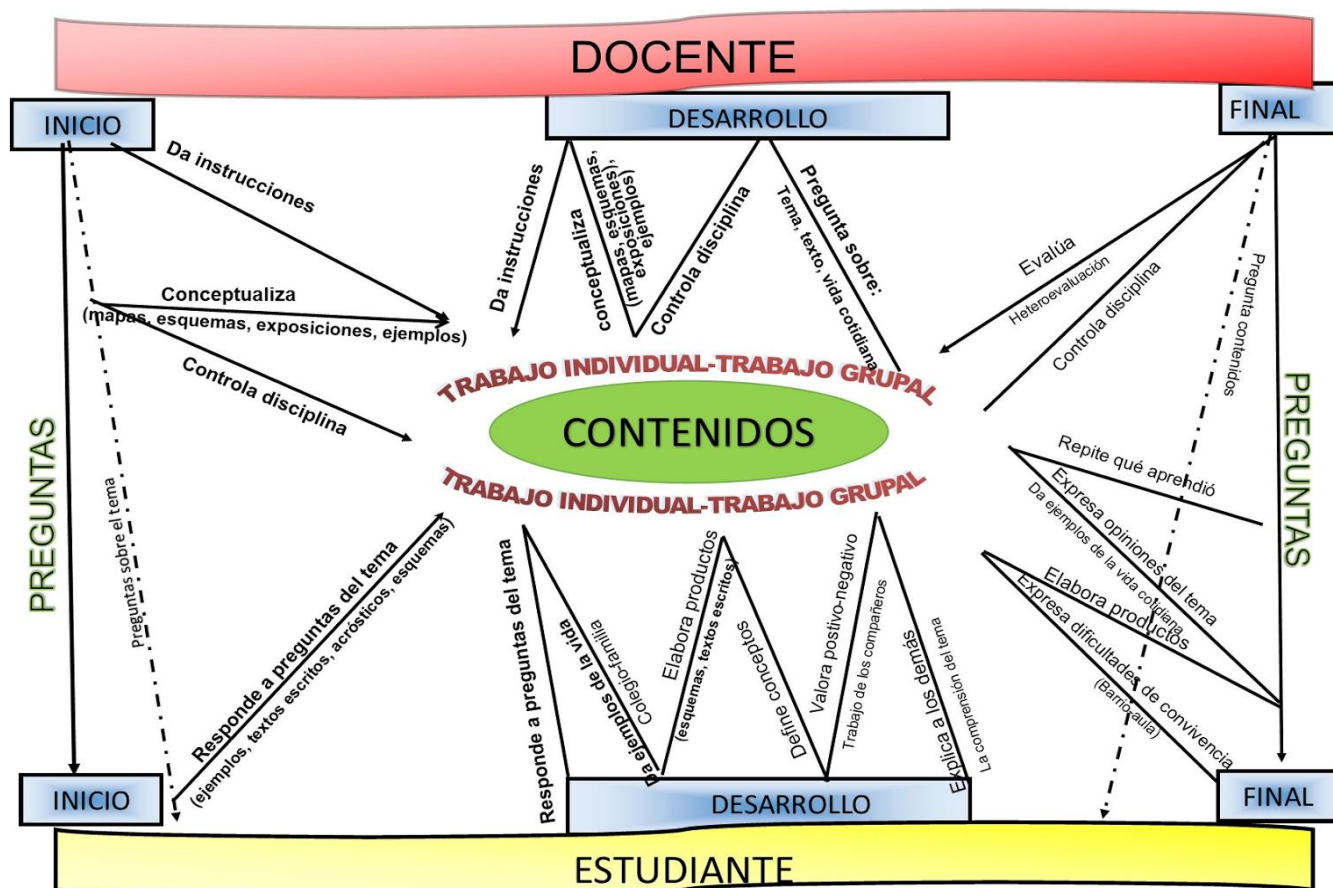 DOCENTE
INICIO
DESARROLLO
FINAL
Da instrucciones
Conceptualiza
(mapas, esquemas, exposiciones, ejemplos)
Controla disciplina
Da instrucciones
conceptualiza
(mapas, esquemas,
exposiciones),
ejemplos)
Controla disciplina
Pregunta sobre:
Tema, texto, vida cotidiana
Evalúa
Heteroevaluación
Controla disciplina
Pregunta contenidos
PREGUNTAS
Preguntas sobre el tema
TRABAJO INDIVIDUAL-TRABAJO GRUPAL
CONTENIDOS
TRABAJO INDIVIDUAL-TRABAJO GRUPAL
PREGUNTAS
Responde a preguntas del tema
(ejemplos, textos escritos, acrósticos, esquemas)
Responde a preguntas del tema
Da ejemplos de la vida
Colegio-familia
Elabora productos
(esquemas, textos escritos)
Define conceptos
Valora postivo-negativo
Trabajo de los compañeros
Explica a los demás
La comprensión del tema
Repite qué aprendió
Expresa opiniones del tema
Da ejemplos de la vida cotidiana
Elabora productos
Expresa dificultades de convivencia
(Barrio-aula)
INICIO
DESARROLLO
FINAL
ESTUDIANTE